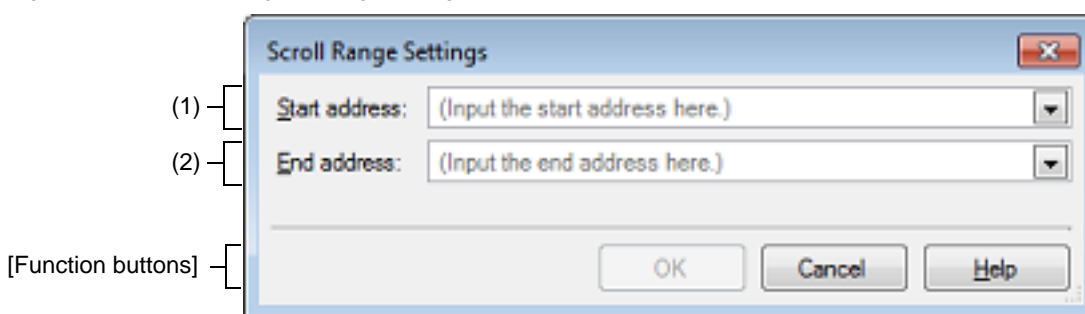 Scroll Range Settings
(1)
Start address: (Input the start address here.)
(2)
End address: (Input the end address here.)
[Function buttons]
OK Cancel Help